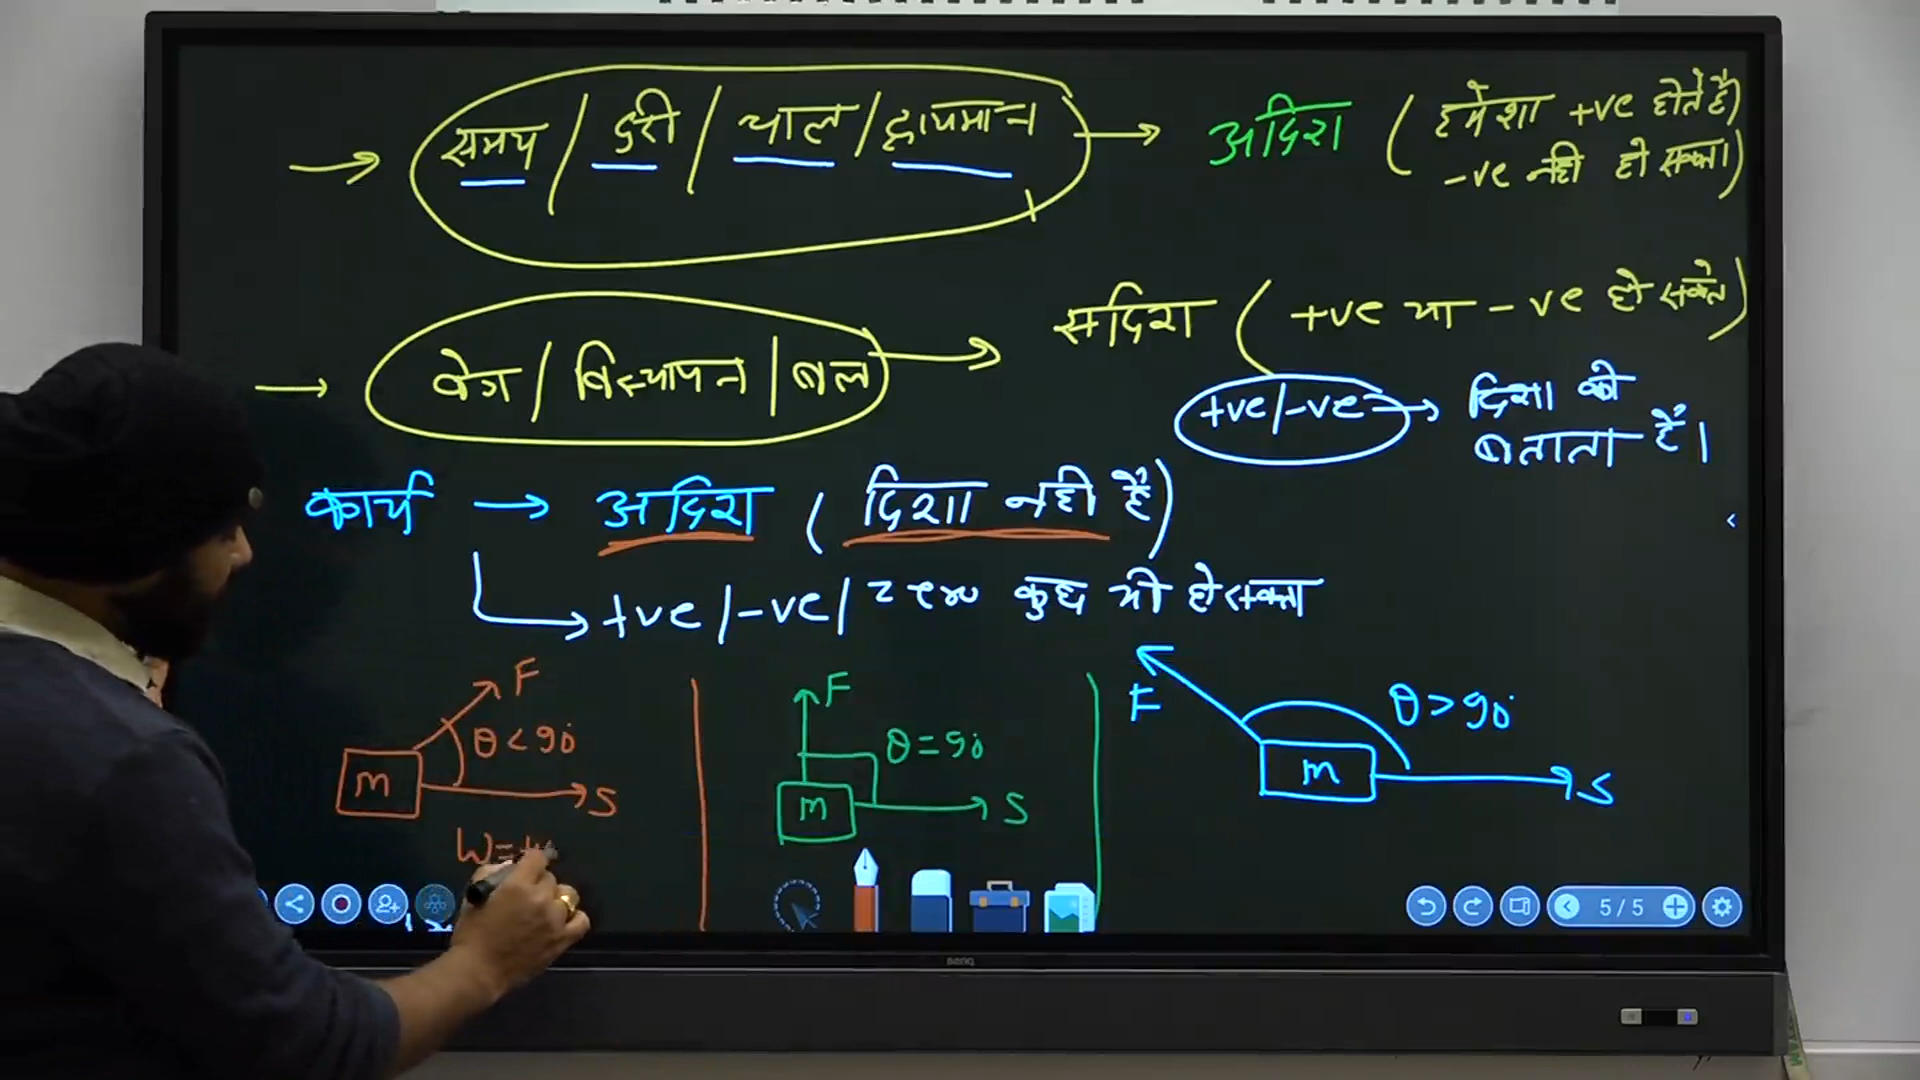 → समय / दूरी / चाल / द्रव्यमान → अदिश ( हमेशा +ve होते है
-ve नही हो सकता। )
→ वेग / विस्थापन / बल → सदिश ( +ve या -ve हो सकते )
+ve/-ve → दिशा को
बताता है।
कार्य → अदिश ( दिशा नही है )
→ +ve / -ve / zero कुछ भी हो सकता
F
θ < 90°
m
S
W = +
F
θ = 90°
m
S
F
θ > 90°
m
S
5 / 5
BenQ